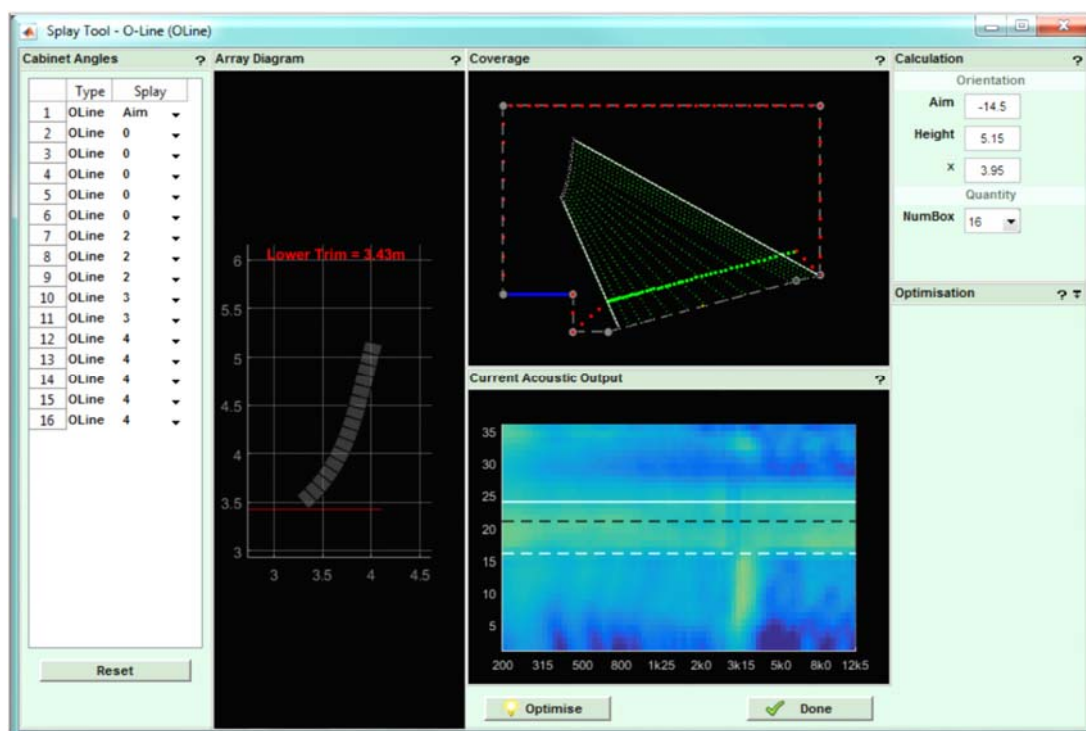 Splay Tool - O-Line (OLine)
Cabinet Angles ?
Type Splay
1 OLine Aim
2 OLine 0
3 OLine 0
4 OLine 0
5 OLine 0
6 OLine 0
7 OLine 2
8 OLine 2
9 OLine 2
10 OLine 3
11 OLine 3
12 OLine 4
13 OLine 4
14 OLine 4
15 OLine 4
16 OLine 4
Reset
Array Diagram ?
Lower Trim = 3.43m
6
5.5
5
4.5
4
3.5
3
3 3.5 4 4.5
Coverage ?
Current Acoustic Output ?
35
30
25
20
15
10
5
200 315 500 800 1k25 2k0 3k15 5k0 8k0 12k5
Optimise
Done
Calculation ?
Orientation
Aim -14.5
Height 5.15
x 3.95
Quantity
NumBox 16
Optimisation ?